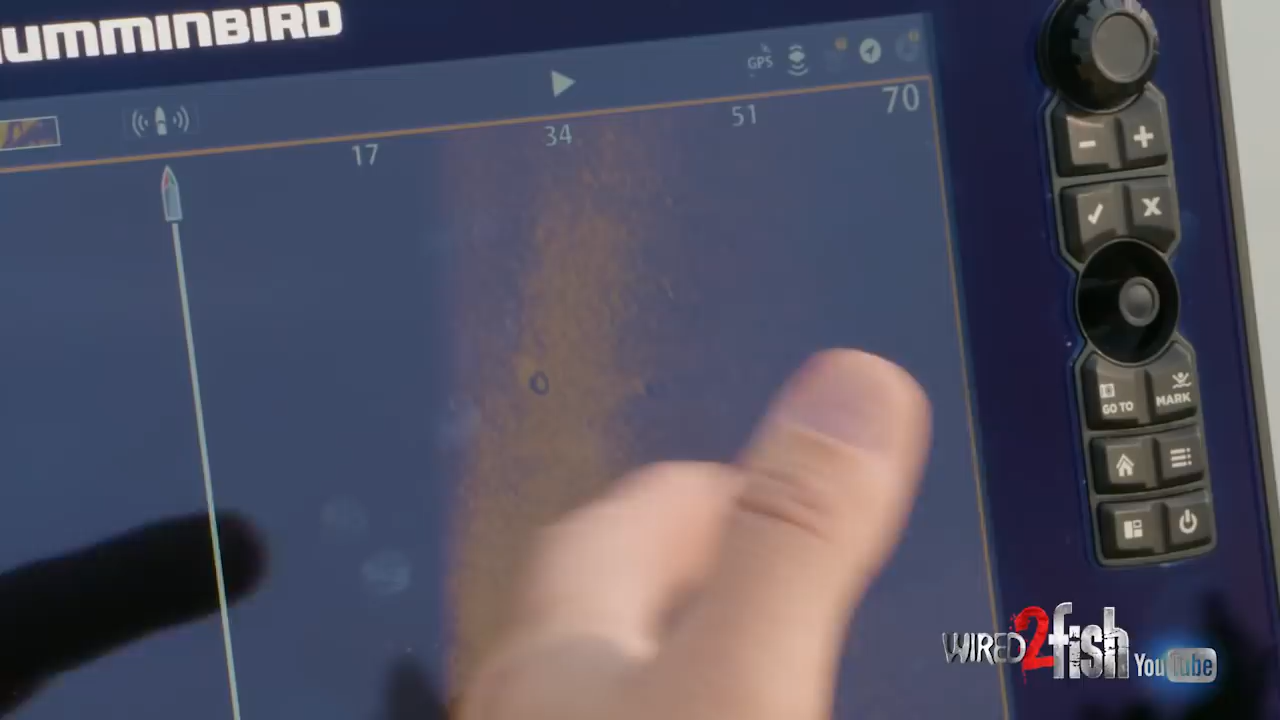 HUMMINBIRD
GPS
17
34
51
70
GO TO
MARK
WIRED2fish
YouTube